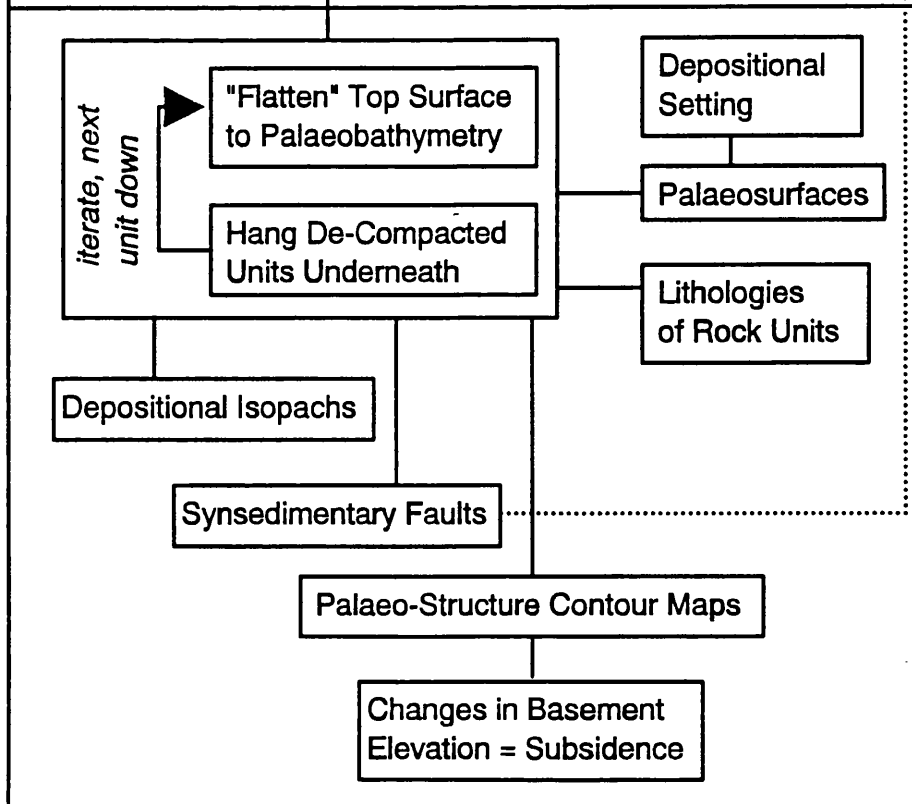 iterate, next
unit down
"Flatten" Top Surface
to Palaeobathymetry
Hang De-Compacted
Units Underneath
Depositional
Setting
Palaeosurfaces
Lithologies
of Rock Units
Depositional Isopachs
Synsedimentary Faults
Palaeo-Structure Contour Maps
Changes in Basement
Elevation = Subsidence